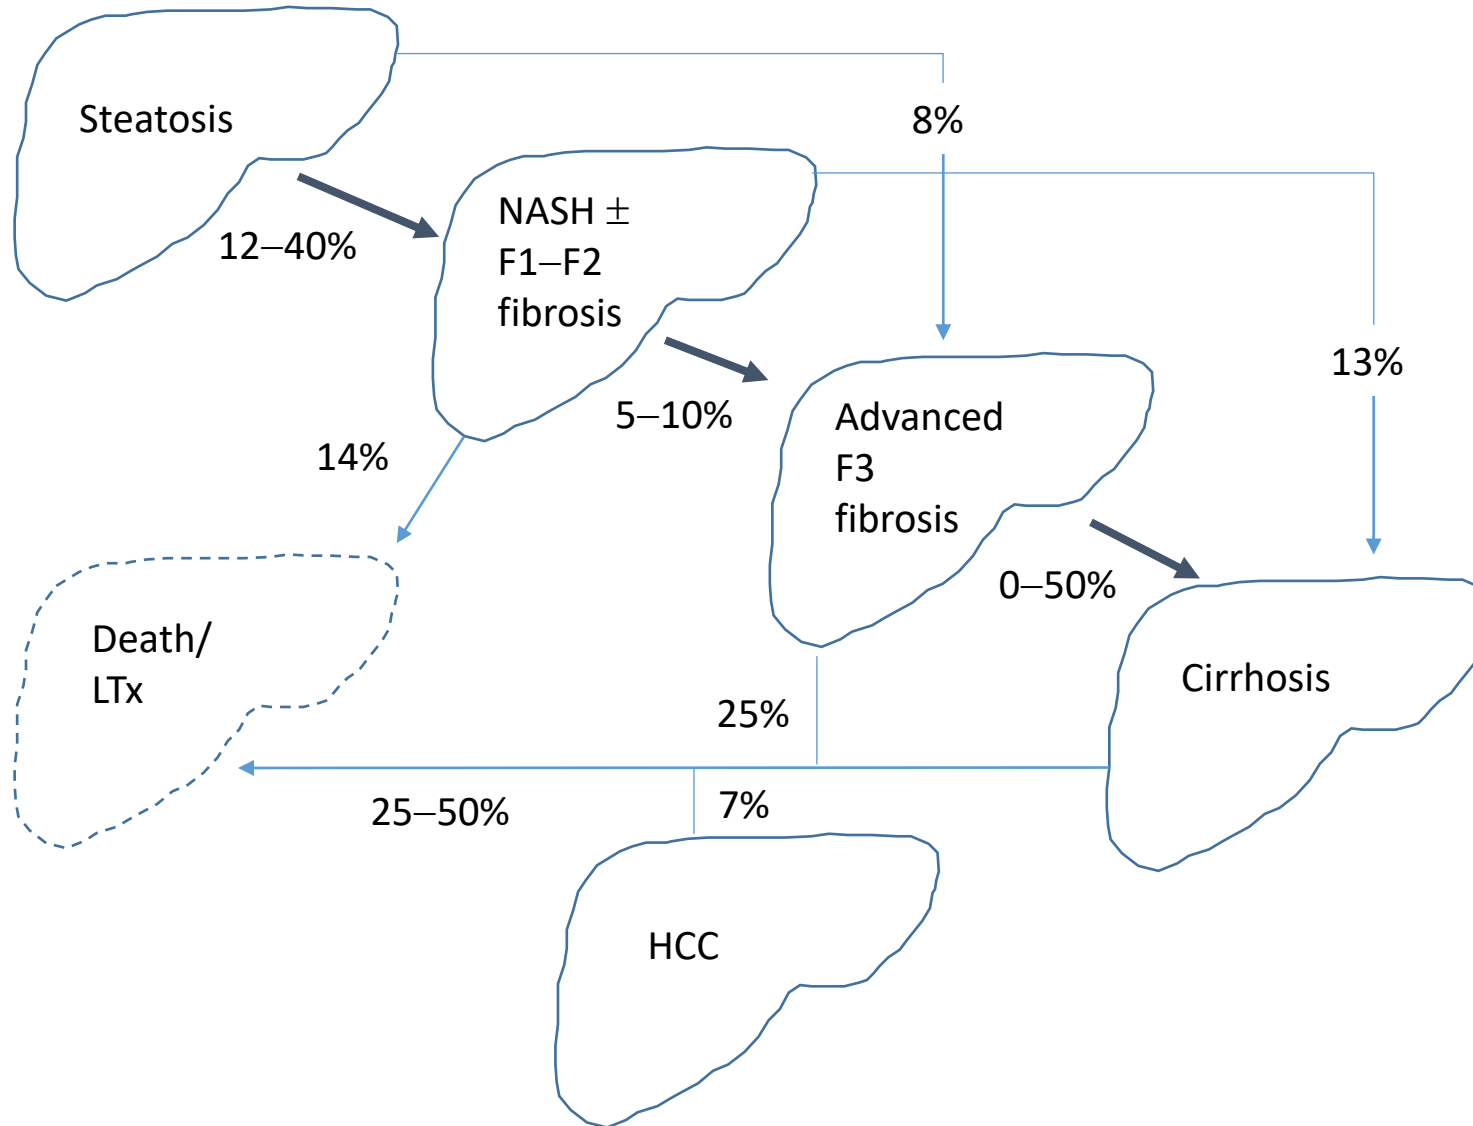 Steatosis
8%
12–40%
NASH ±
F1–F2
fibrosis
13%
5–10%
14%
Advanced
F3
fibrosis
0–50%
Death/
LTx
Cirrhosis
25%
25–50%
7%
HCC